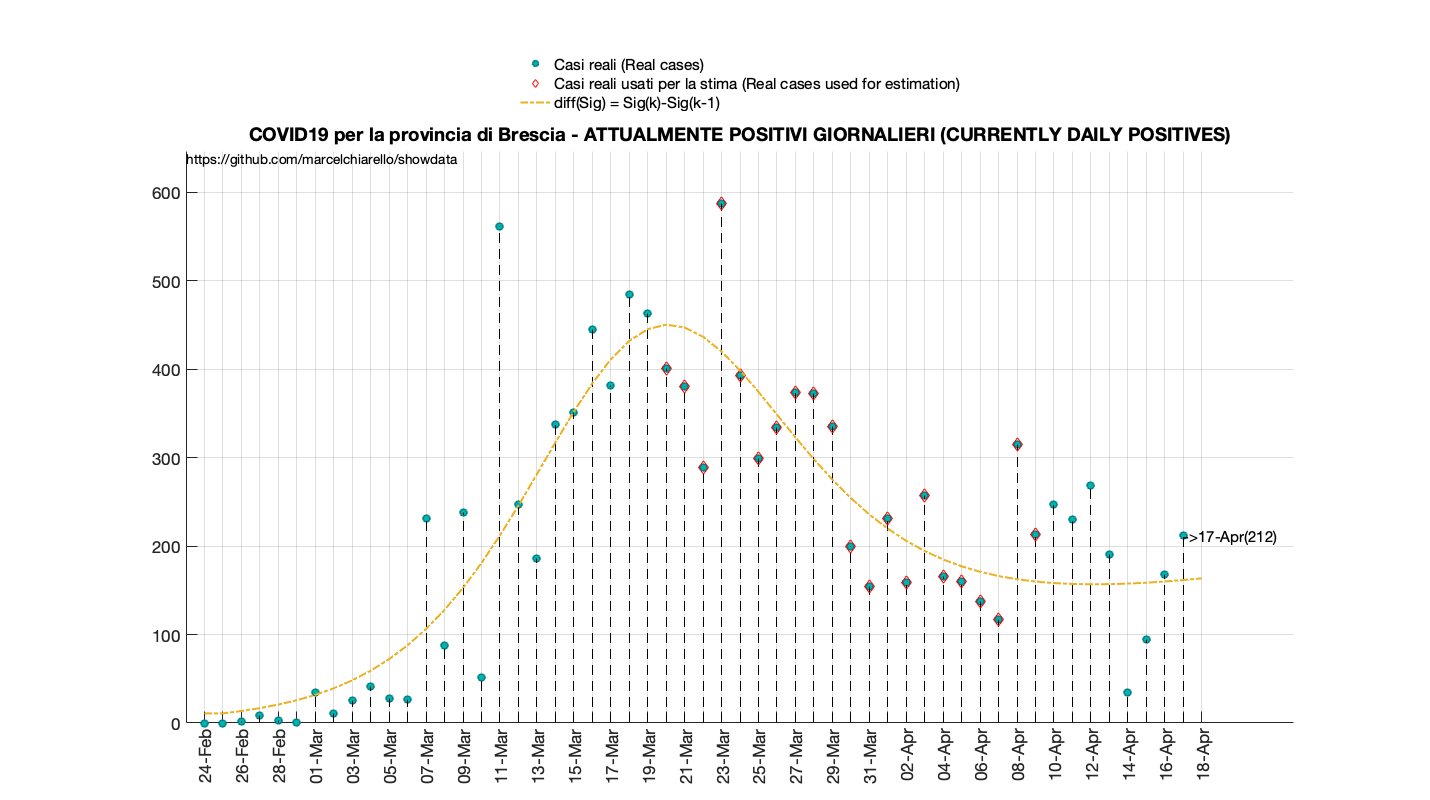 Casi reali (Real cases)
Casi reali usati per la stima (Real cases used for estimation)
diff(Sig) = Sig(k)-Sig(k-1)
COVID19 per la provincia di Brescia - ATTUALMENTE POSITIVI GIORNALIERI (CURRENTLY DAILY POSITIVES)
https://github.com/marcelchiarello/showdata
600
500
400
300
200
100
0
->17-Apr(212)
24-Feb
26-Feb
28-Feb
01-Mar
03-Mar
05-Mar
07-Mar
09-Mar
11-Mar
13-Mar
15-Mar
17-Mar
19-Mar
21-Mar
23-Mar
25-Mar
27-Mar
29-Mar
31-Mar
02-Apr
04-Apr
06-Apr
08-Apr
10-Apr
12-Apr
14-Apr
16-Apr
18-Apr